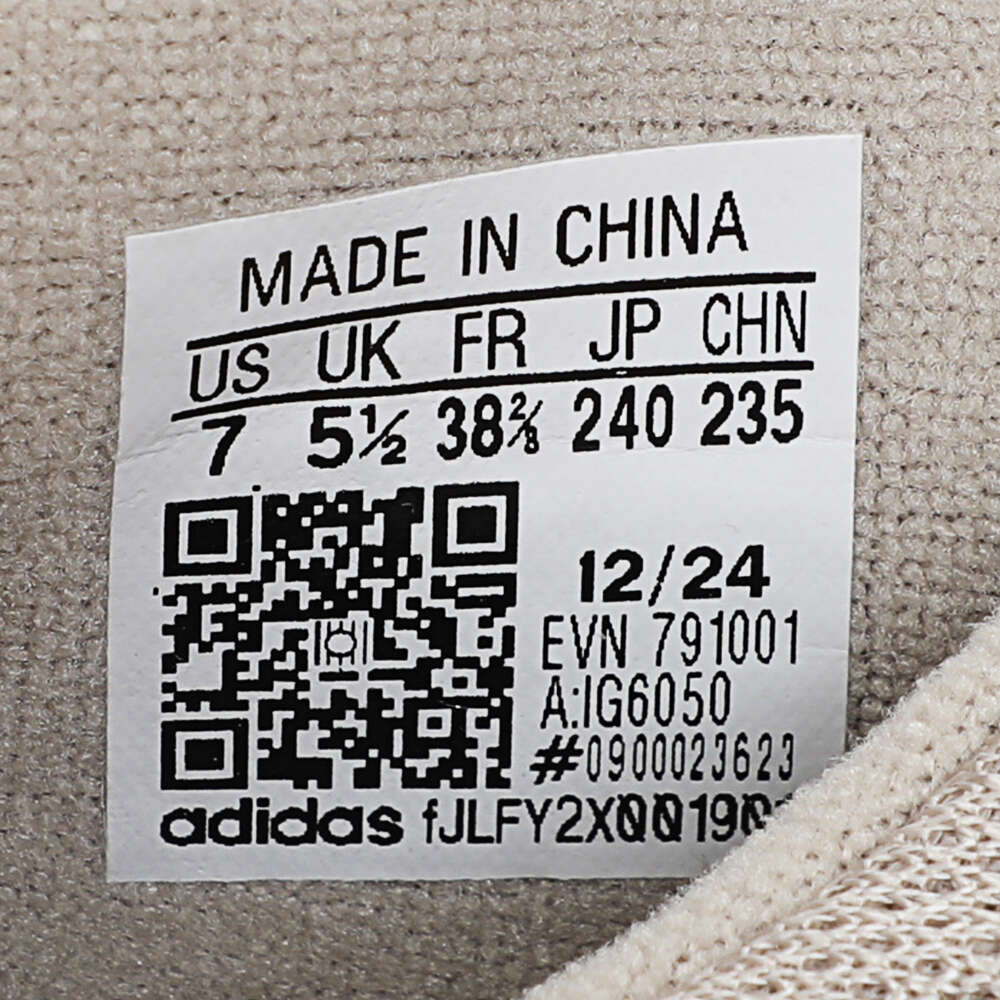 MADE IN CHINA
US UK FR JP CHN
7 5½ 38⅔ 240 235
12/24
EVN 791001
A:IG6050
#0900023623
adidas